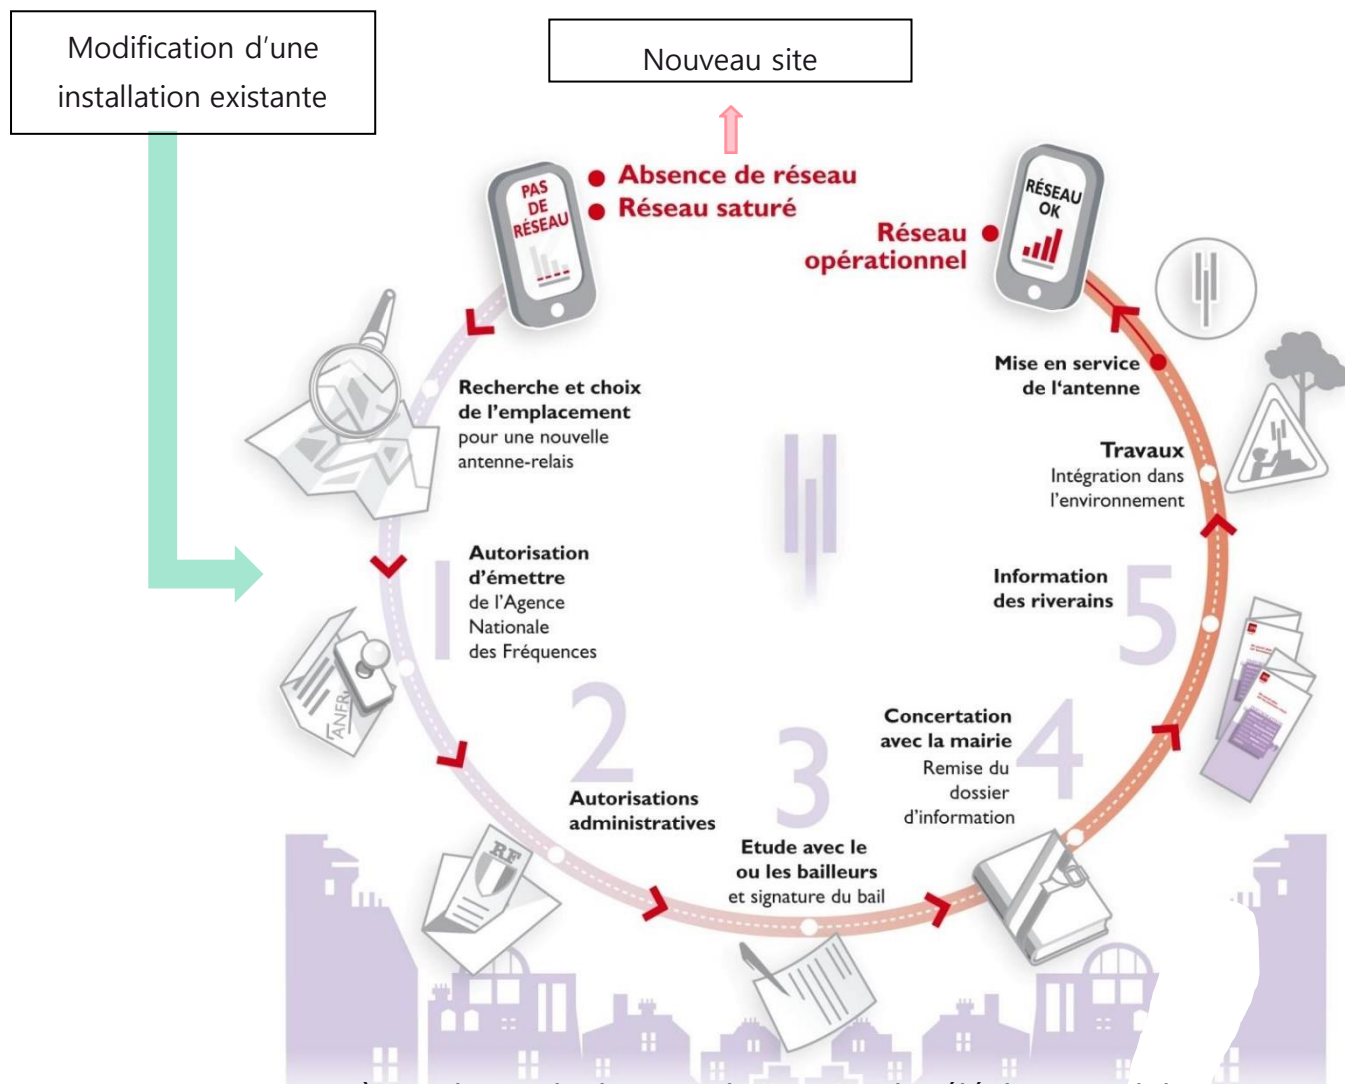 Modification d’une
installation existante
Nouveau site
PAS
DE
RÉSEAU
Absence de réseau
Réseau saturé
RÉSEAU
OK
Réseau
opérationnel
Recherche et choix
de l’emplacement
pour une nouvelle
antenne-relais
Mise en service
de l‘antenne
Travaux
Intégration dans
l’environnement
1
Autorisation
d’émettre
de l’Agence
Nationale
des Fréquences
ANFR
5
Information
des riverains
2
Autorisations
administratives
RF
3
Etude avec le
ou les bailleurs
et signature du bail
4
Concertation
avec la mairie
Remise du
dossier
d’information